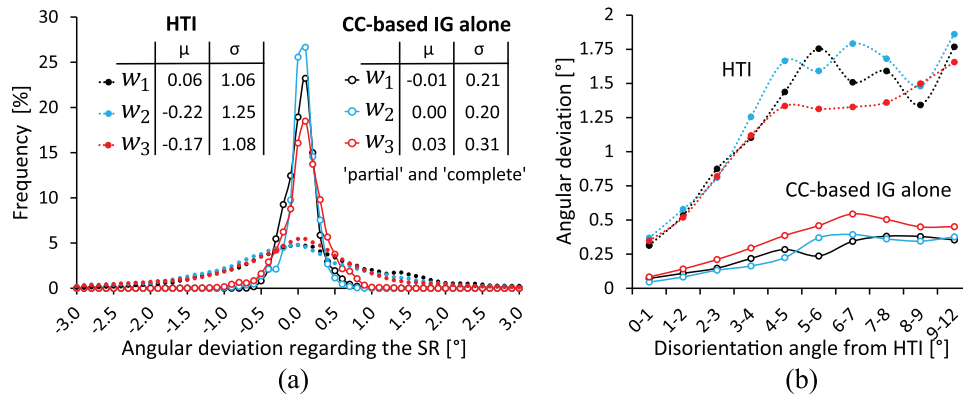 HTI
μ σ
w1 0.06 1.06
w2 -0.22 1.25
w3 -0.17 1.08
CC-based IG alone
μ σ
w1 -0.01 0.21
w2 0.00 0.20
w3 0.03 0.31
'partial' and 'complete'
Frequency [%]
30
25
20
15
10
5
0
-3.0 -2.5 -2.0 -1.5 -1.0 -0.5 0.0 0.5 1.0 1.5 2.0 2.5 3.0
Angular deviation regarding the SR [°]
(a)
Angular deviation [°]
2
1.75
1.5
1.25
1
0.75
0.5
0.25
0
HTI
CC-based IG alone
0-1 1-2 2-3 3-4 4-5 5-6 6-7 7-8 8-9 9-12
Disorientation angle from HTI [°]
(b)